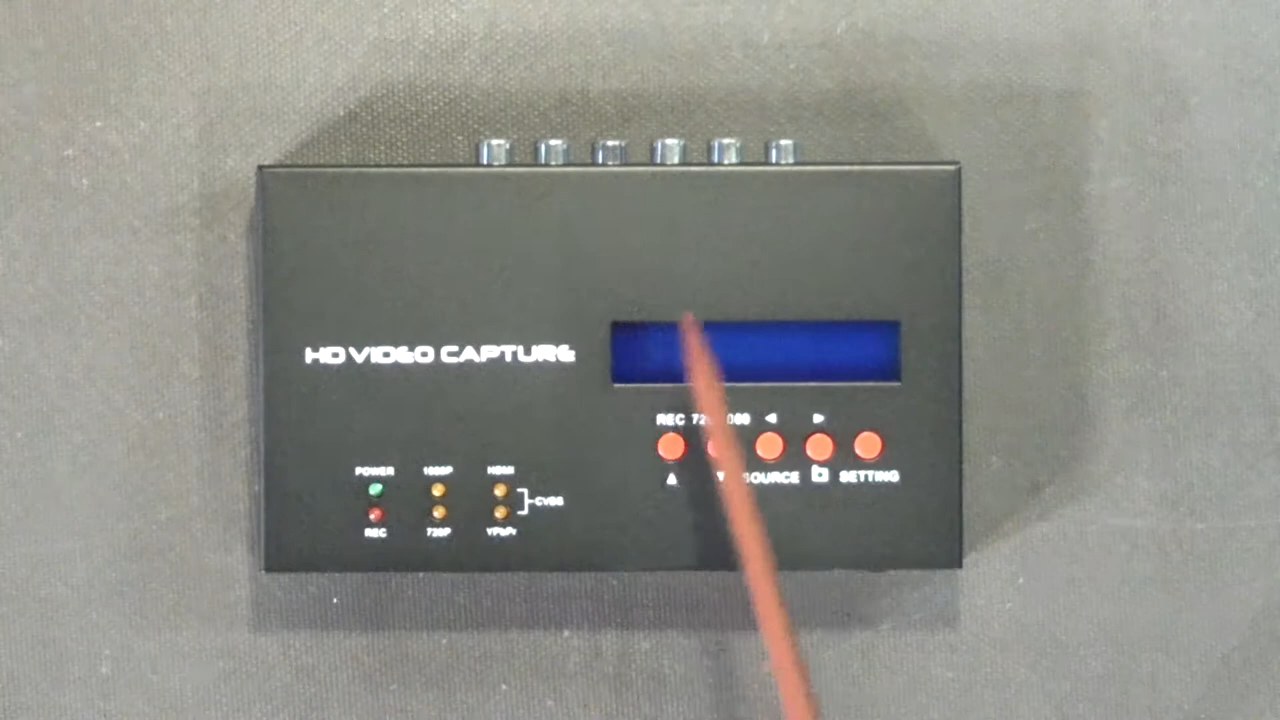 HD VIDEO CAPTURE
REC
SOURCE
SETTING
POWER
1080P
HDMI
CVBS
REC
720P
YPbPr